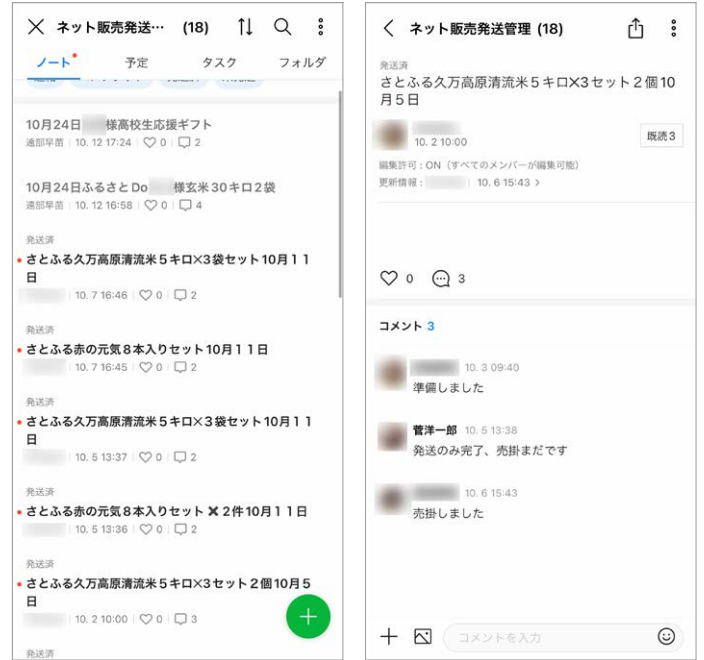 ネット販売発送… (18)
ノート 予定 タスク フォルダ
10月24日 様高校生応援ギフト
遠部早苗 10. 12 17:24 0 2
10月24日ふるさとDo 様玄米30キロ2袋
遠部早苗 10. 12 16:58 0 4
発送済
さとふる久万高原清流米5キロ×3袋セット10月11
日
10. 7 16:46 0 2
発送済
さとふる赤の元気8本入りセット10月11日
10. 7 16:45 0 2
発送済
さとふる久万高原清流米5キロ×3袋セット10月11
日
10. 5 13:37 0 2
発送済
さとふる赤の元気8本入りセット ✖ 2件10月11日
10. 5 13:36 0 2
発送済
さとふる久万高原清流米5キロ×3セット2個10月5
日
10. 2 10:00 0 3
発送済
ネット販売発送管理 (18)
発送済
さとふる久万高原清流米5キロ×3セット2個10
月5日
10. 2 10:00
既読3
編集許可 : ON (すべてのメンバーが編集可能)
更新情報 : 10. 6 15:43 >
0 3
コメント 3
10. 3 09:40
準備しました
菅洋一郎 10. 5 13:38
発送のみ完了、売掛まだです
10. 6 15:43
売掛しました
コメントを入力